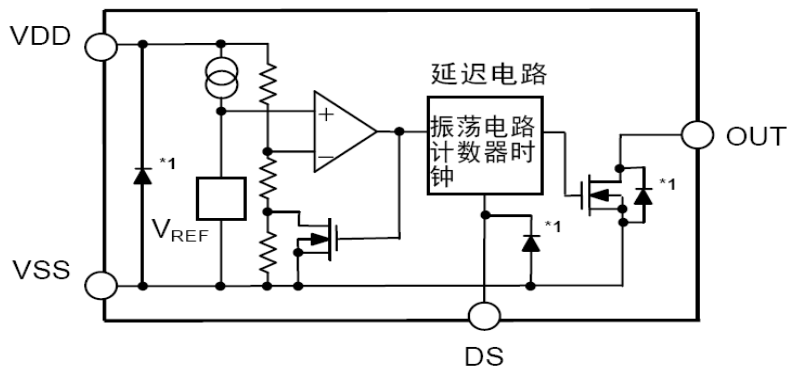 VDD
延迟电路
+
振荡电路
计数器时
钟
OUT
*1
−
*1
VREF
*1
VSS
DS